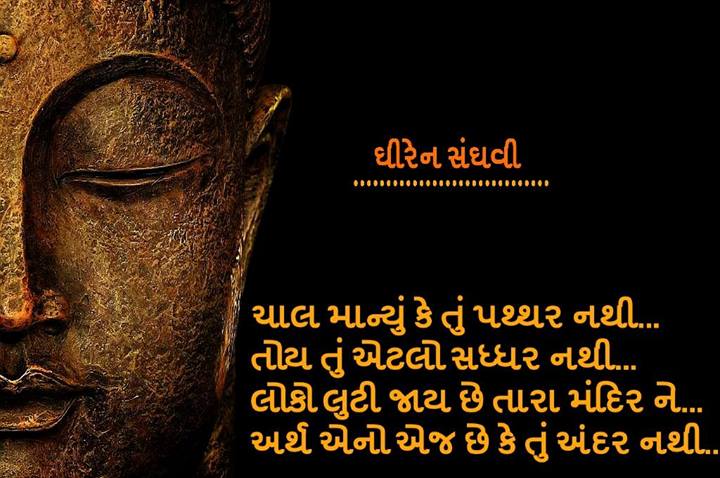 ધીરેન સંઘવી
ચાલ માન્યું કે તું પથ્થર નથી...
તોય તું એટલો સધ્ધર નથી...
લોકો લુટી જાય છે તારા મંદિર ને...
અર્થ એનો એજ છે કે તું અંદર નથી..